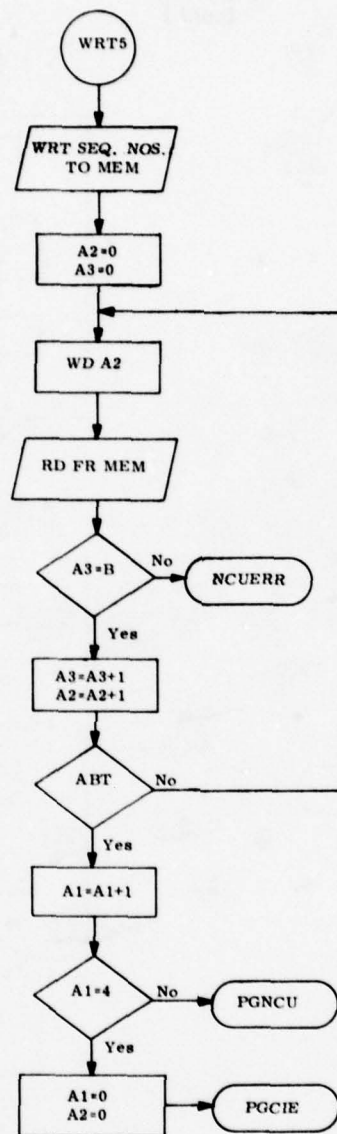 WRT5
WRT SEQ. NOS.
TO MEM
A2=0
A3=0
WD A2
RD FR MEM
A3=B
No
NCUERR
Yes
A3=A3+1
A2=A2+1
ABT
No
Yes
A1=A1+1
A1=4
No
PGNCU
Yes
A1=0
A2=0
PGCIE